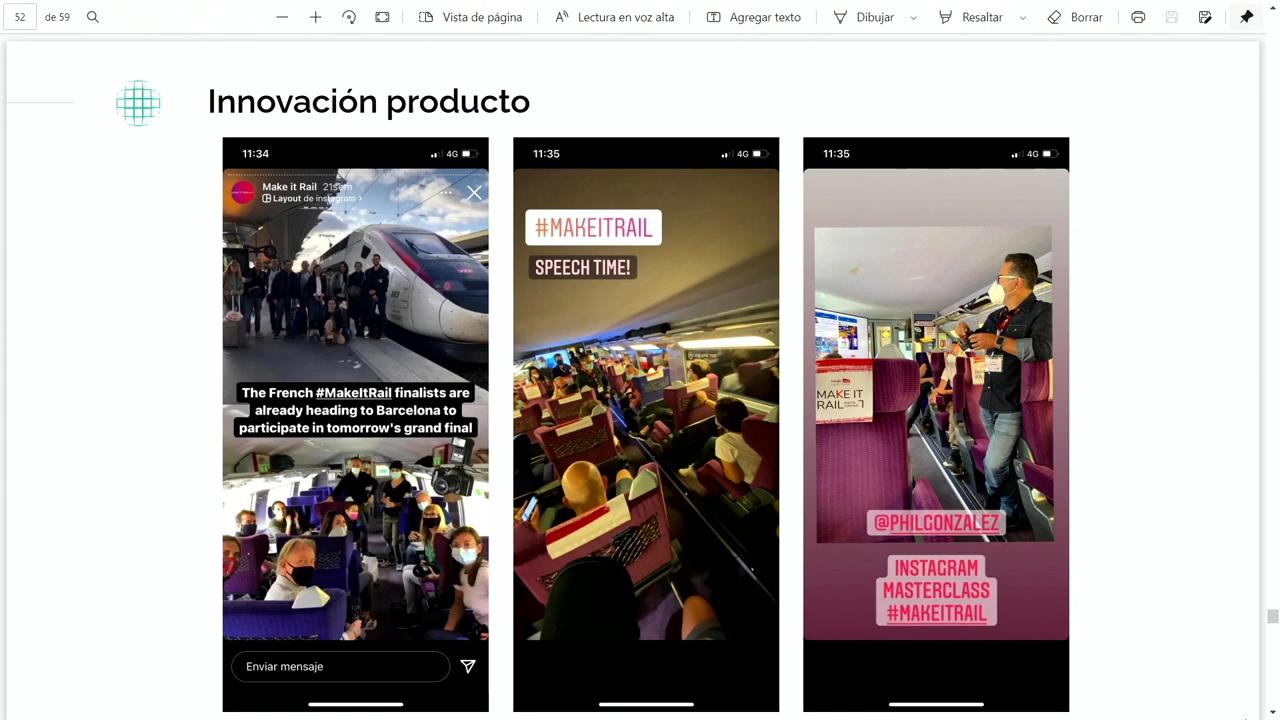 52
de 59
Vista de página
Lectura en voz alta
Agregar texto
Dibujar
Resaltar
Borrar
Innovación producto
11:34
4G
Make it Rail 21sem
Layout de instagram >
The French #MakeItRail finalists are
already heading to Barcelona to
participate in tomorrow's grand final
Enviar mensaje
11:35
4G
#MAKEITRAIL
SPEECH TIME!
11:35
4G
MAKE IT
RAIL
@PHILGONZALEZ
INSTAGRAM
MASTERCLASS
#MAKEITRAIL